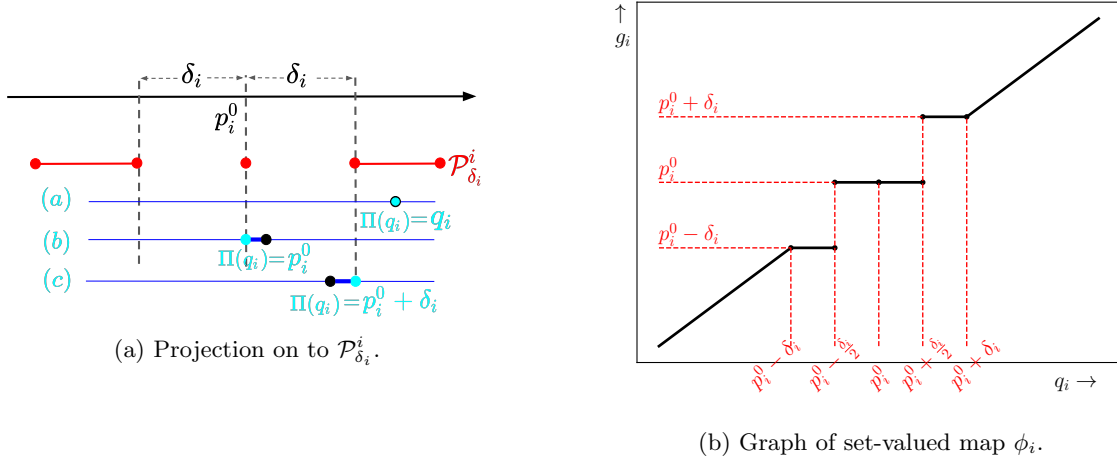 δ_i δ_i
p_i^0
𝒫_{δ_i}^i
(a)
Π(q_i)=q_i
(b)
Π(q_i)=p_i^0
(c)
Π(q_i)=p_i^0 + δ_i
(a) Projection on to 𝒫_{δ_i}^i.
↑
g_i
p_i^0 + δ_i
p_i^0
p_i^0 − δ_i
p_i^0 − δ_i
p_i^0 − δ_i/2
p_i^0
p_i^0 + δ_i/2
p_i^0 + δ_i
q_i →
(b) Graph of set-valued map ϕ_i.